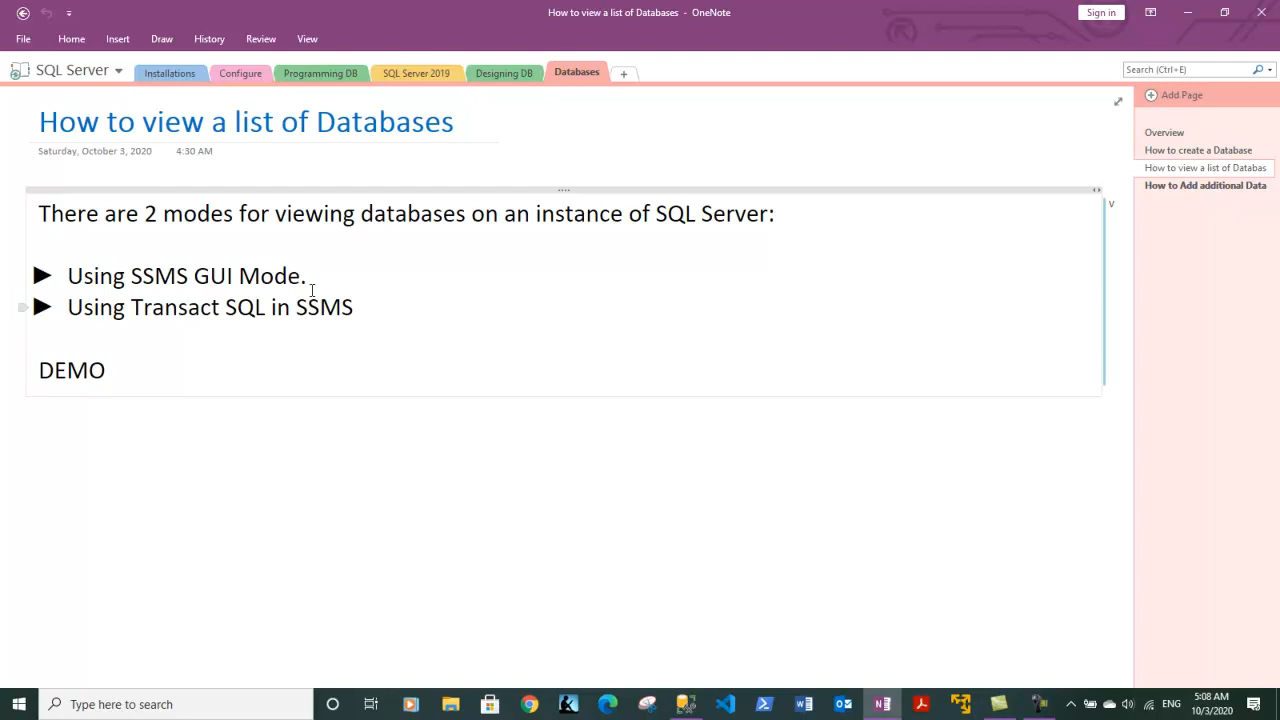 How to view a list of Databases - OneNote
Sign in
File Home Insert Draw History Review View
SQL Server
Installations Configure Programming DB SQL Server 2019 Designing DB Databases
Search (Ctrl+E)
How to view a list of Databases
Saturday, October 3, 2020 4:30 AM
There are 2 modes for viewing databases on an instance of SQL Server:
► Using SSMS GUI Mode.
► Using Transact SQL in SSMS
DEMO
V
Add Page
Overview
How to create a Database
How to view a list of Databas
How to Add additional Data
Type here to search
ENG
5:08 AM
10/3/2020